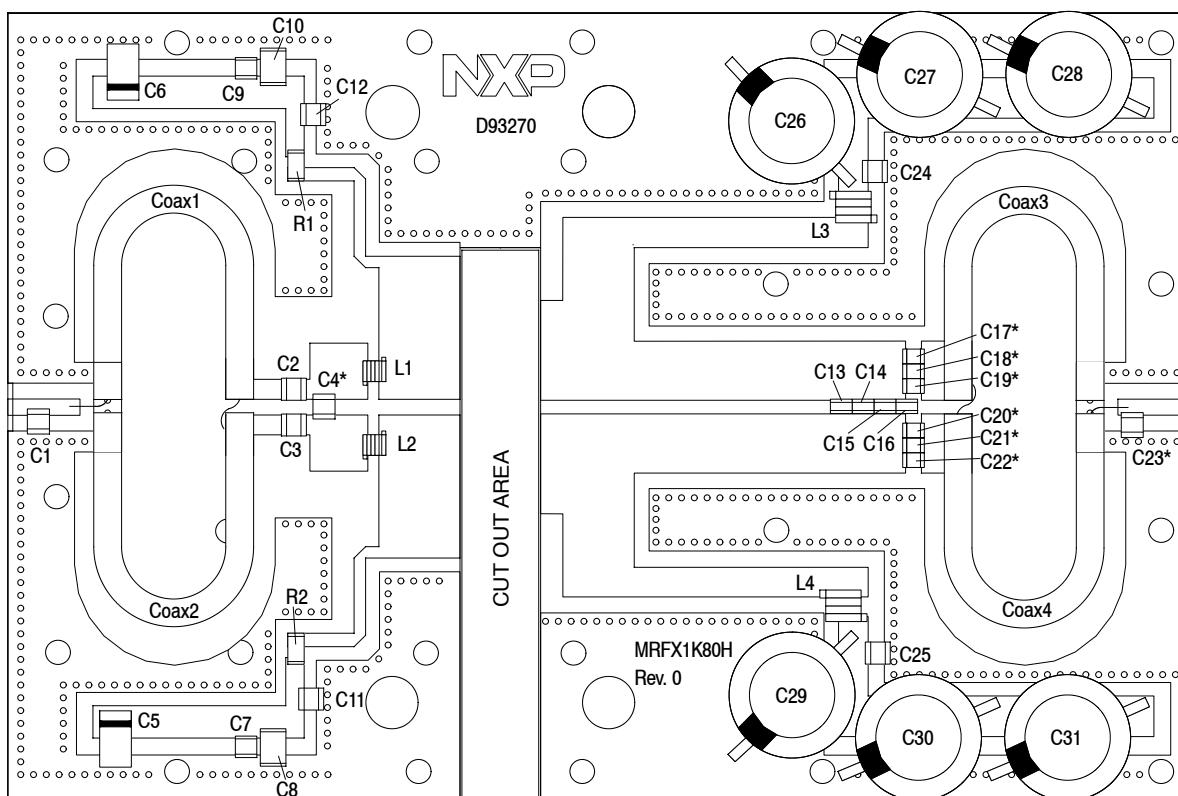 C10
C6
C9
C12
NXP
D93270
C26
C27
C28
C24
R1
Coax1
Coax3
L3
C2
C4*
L1
C13
C14
C17*
C18*
C19*
C1
C3
L2
C15
C16
C20*
C21*
C22*
C23*
CUT OUT AREA
Coax2
R2
L4
Coax4
MRFX1K80H
Rev. 0
C25
C11
C5
C7
C8
C29
C30
C31